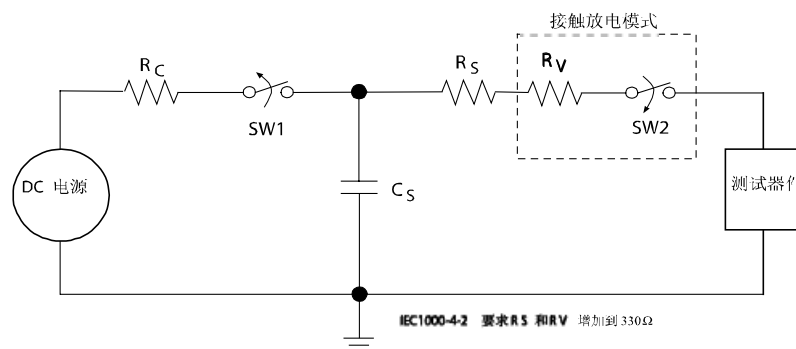 接触放电模式
RC
RS
RV
SW1
SW2
DC 电源
CS
测试器件
IEC1000-4-2 要求RS 和RV 增加到330Ω